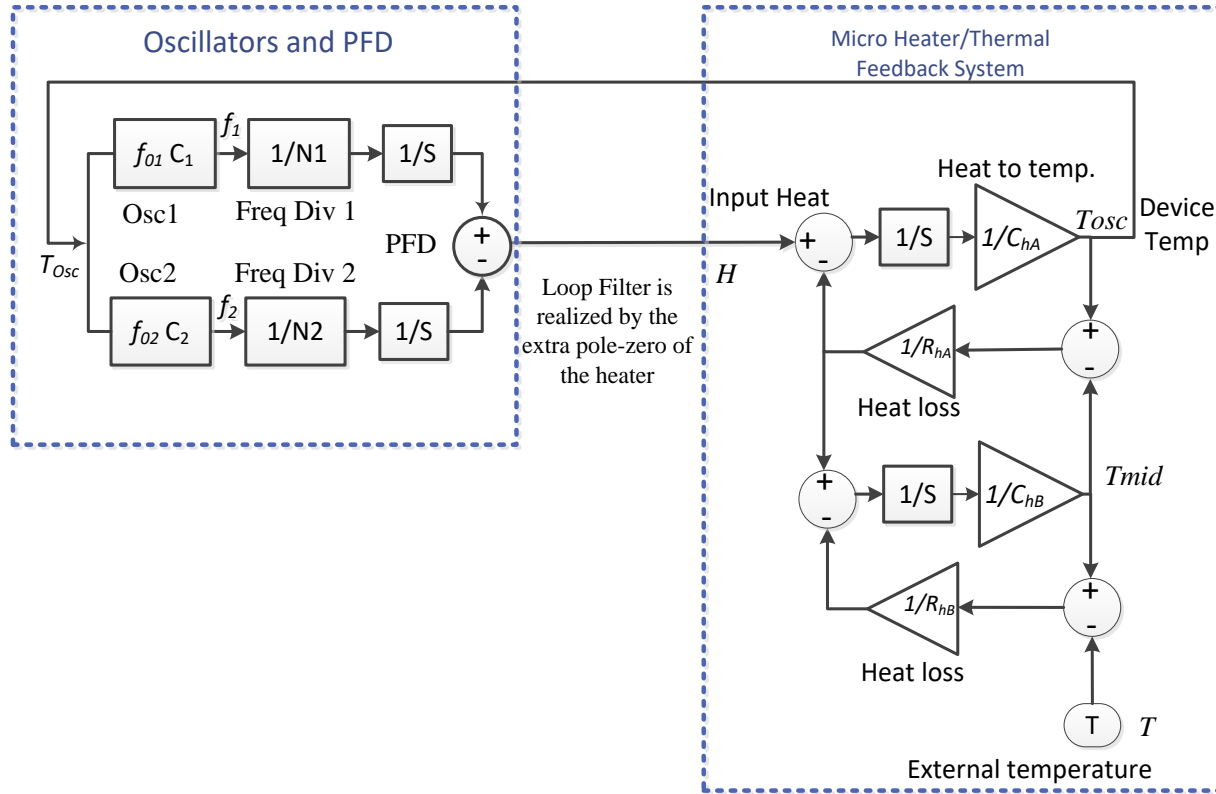 Oscillators and PFD
f01 C1
f1
1/N1
1/S
Osc1
Freq Div 1
PFD
+
-
TOsc
Osc2
Freq Div 2
f02 C2
f2
1/N2
1/S
H
Loop Filter is
realized by the
extra pole-zero of
the heater
Micro Heater/Thermal
Feedback System
Heat to temp.
Input Heat
+
-
1/S
1/ChA
Tosc
Device
Temp
1/RhA
+
-
Heat loss
+
-
1/S
1/ChB
Tmid
1/RhB
+
-
Heat loss
T
T
External temperature